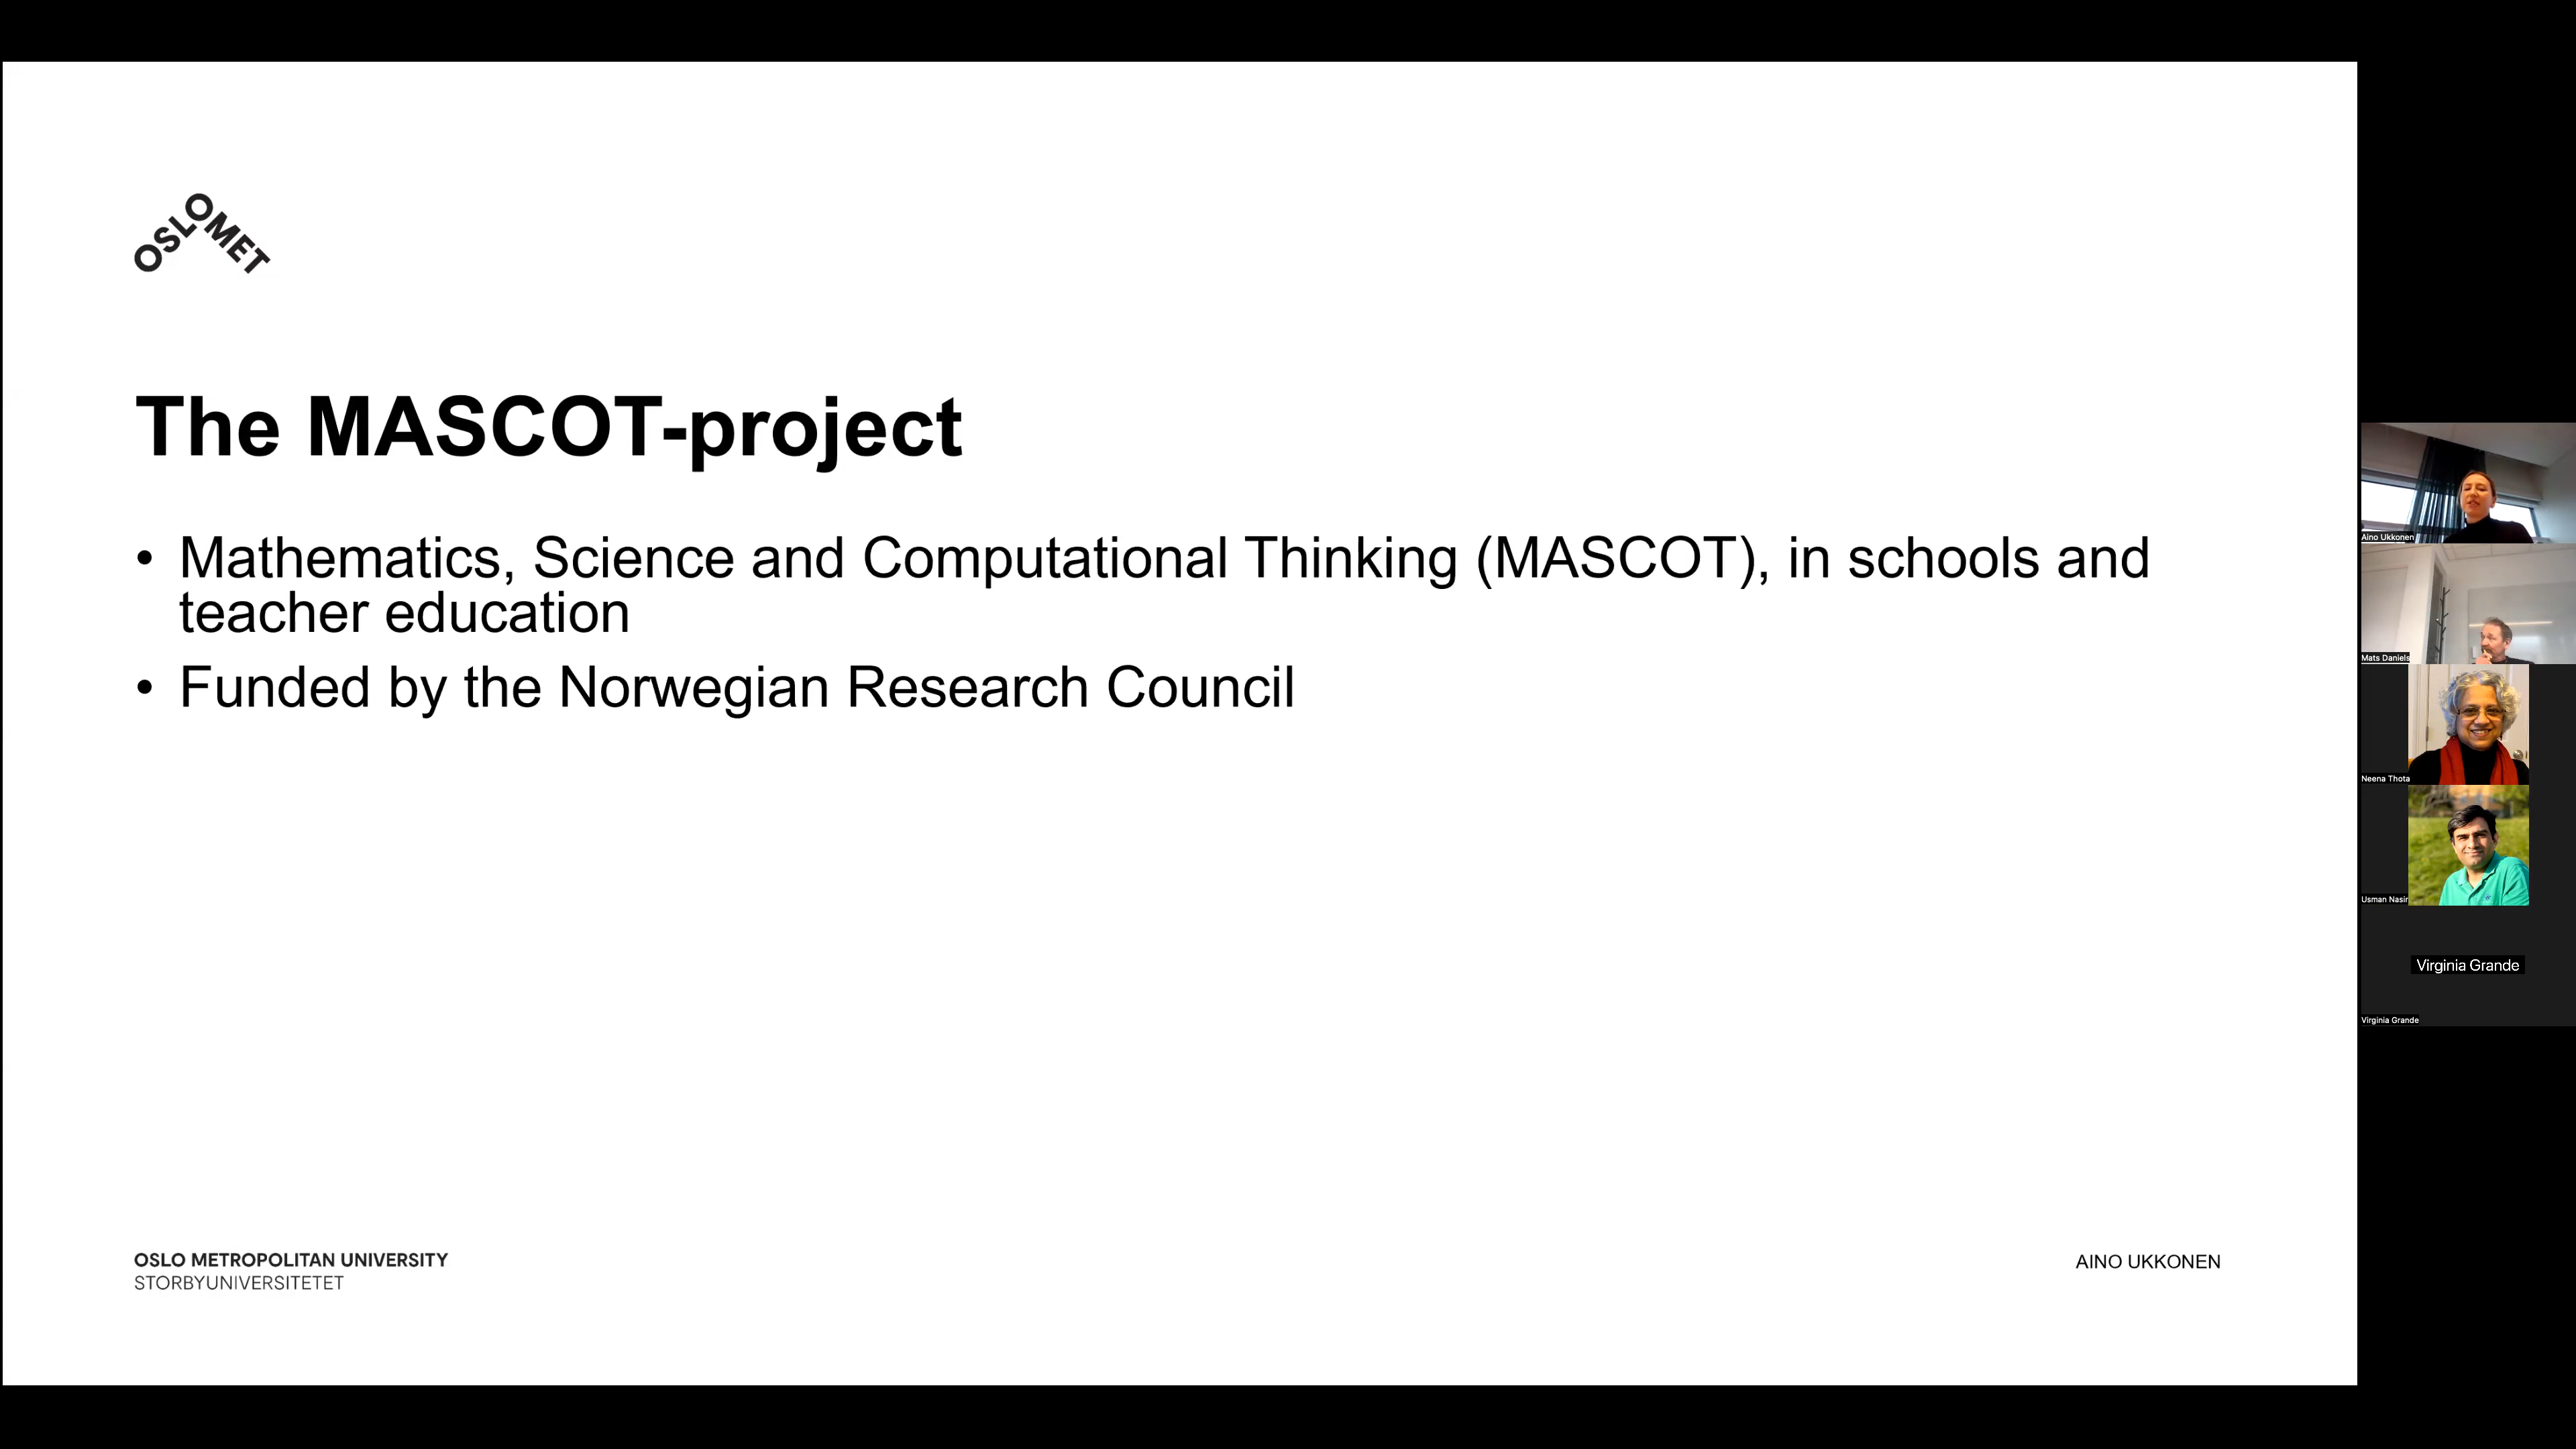 OSLOMET
The MASCOT-project
• Mathematics, Science and Computational Thinking (MASCOT), in schools and
teacher education
• Funded by the Norwegian Research Council
OSLO METROPOLITAN UNIVERSITY
STORBYUNIVERSITETET
AINO UKKONEN
Aino Ukkonen
Mats Daniels
Neena Thota
Usman Nasir
Virginia Grande
Virginia Grande